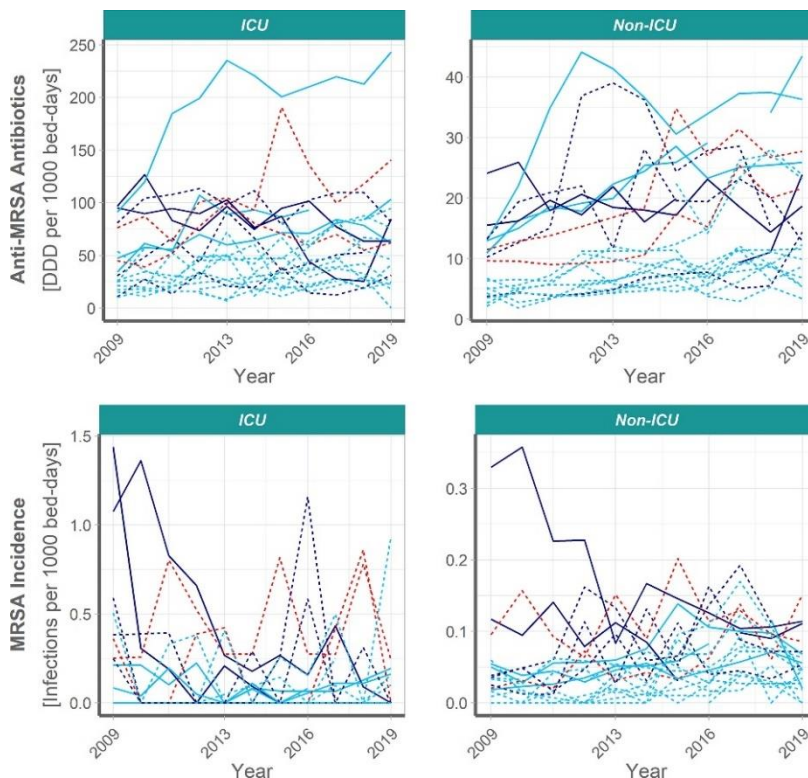 ICU
Non-ICU
Anti-MRSA Antibiotics
[DDD per 1000 bed-days]
250
200
150
100
50
0
40
30
20
10
0
2009
2013
2016
2019
2009
2013
2016
2019
Year
Year
ICU
Non-ICU
MRSA Incidence
[Infections per 1000 bed-days]
1.5
1.0
0.5
0.0
0.3
0.2
0.1
0.0
2009
2013
2016
2019
2009
2013
2016
2019
Year
Year